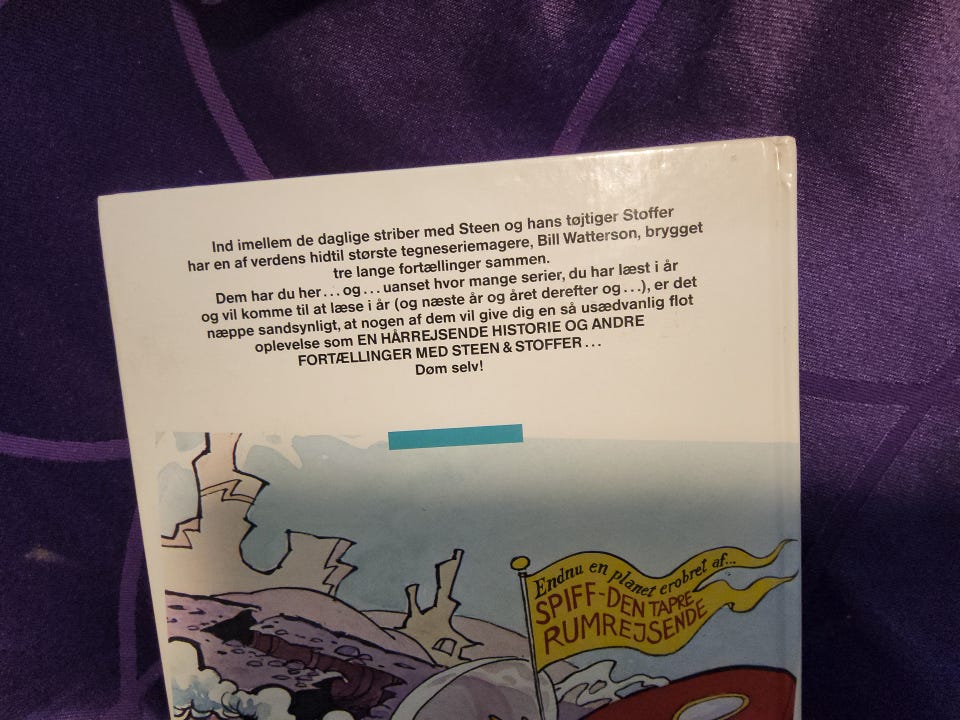 Ind imellem de daglige striber med Steen og hans tøjtiger Stoffer
har en af verdens hidtil største tegneseriemagere, Bill Watterson, brygget
tre lange fortællinger sammen.
Dem har du her...og...uanset hvor mange serier, du har læst i år
og vil komme til at læse i år (og næste år og året derefter og...), er det
næppe sandsynligt, at nogen af dem vil give dig en så usædvanlig flot
oplevelse som EN HÅRREJSENDE HISTORIE OG ANDRE
FORTÆLLINGER MED STEEN & STOFFER...
Døm selv!
Endnu en planet erobret af...
SPIFF-DEN TAPRE
RUMREJSENDE